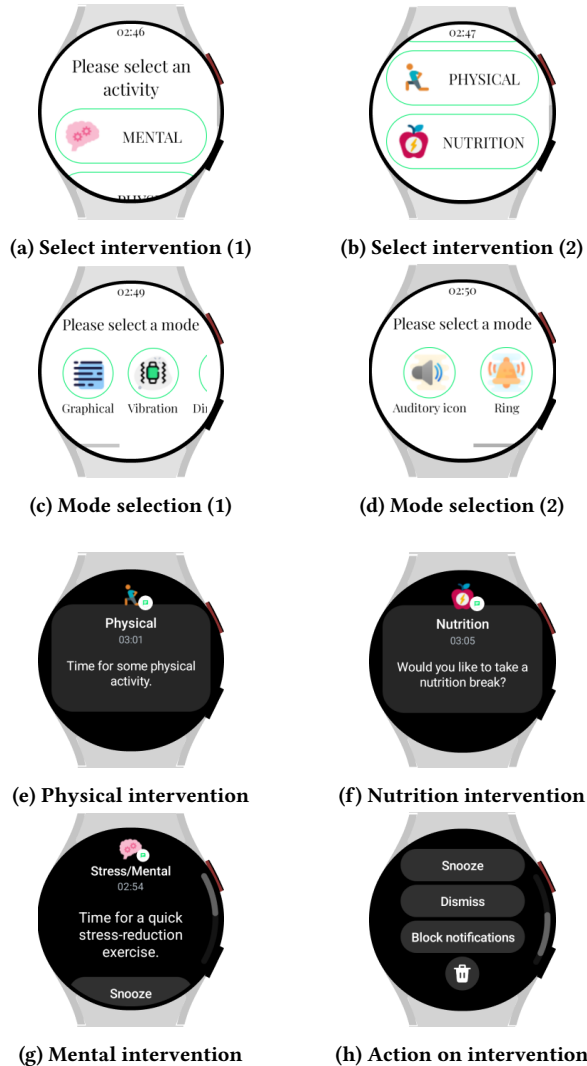 02:46
Please select an
activity
MENTAL
02:47
PHYSICAL
NUTRITION
(a) Select intervention (1)
(b) Select intervention (2)
02:49
Please select a mode
Graphical
Vibration
02:50
Please select a mode
Auditory icon
Ring
(c) Mode selection (1)
(d) Mode selection (2)
Physical
03:01
Time for some physical
activity.
Nutrition
03:05
Would you like to take a
nutrition break?
(e) Physical intervention
(f) Nutrition intervention
Stress/Mental
02:54
Time for a quick
stress-reduction
exercise.
Snooze
Snooze
Dismiss
Block notifications
(g) Mental intervention
(h) Action on intervention